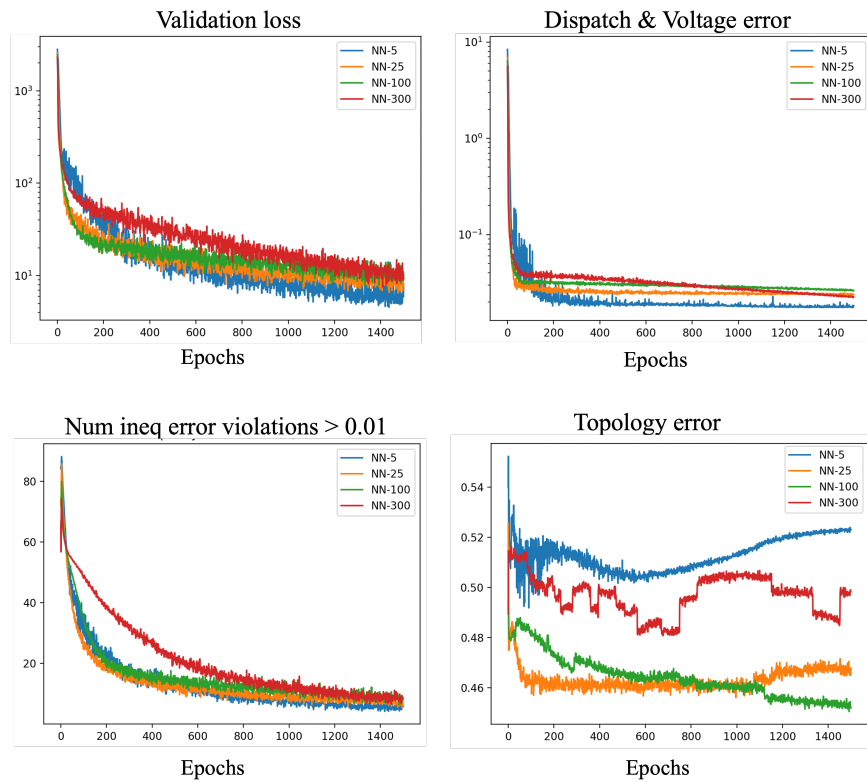 Validation loss
10³
10²
10¹
NN-5
NN-25
NN-100
NN-300
0 200 400 600 800 1000 1200 1400
Epochs
Dispatch & Voltage error
10¹
10⁰
10⁻¹
NN-5
NN-25
NN-100
NN-300
0 200 400 600 800 1000 1200 1400
Epochs
Num ineq error violations > 0.01
80
60
40
20
NN-5
NN-25
NN-100
NN-300
0 200 400 600 800 1000 1200 1400
Epochs
Topology error
0.54
0.52
0.50
0.48
0.46
NN-5
NN-25
NN-100
NN-300
0 200 400 600 800 1000 1200 1400
Epochs